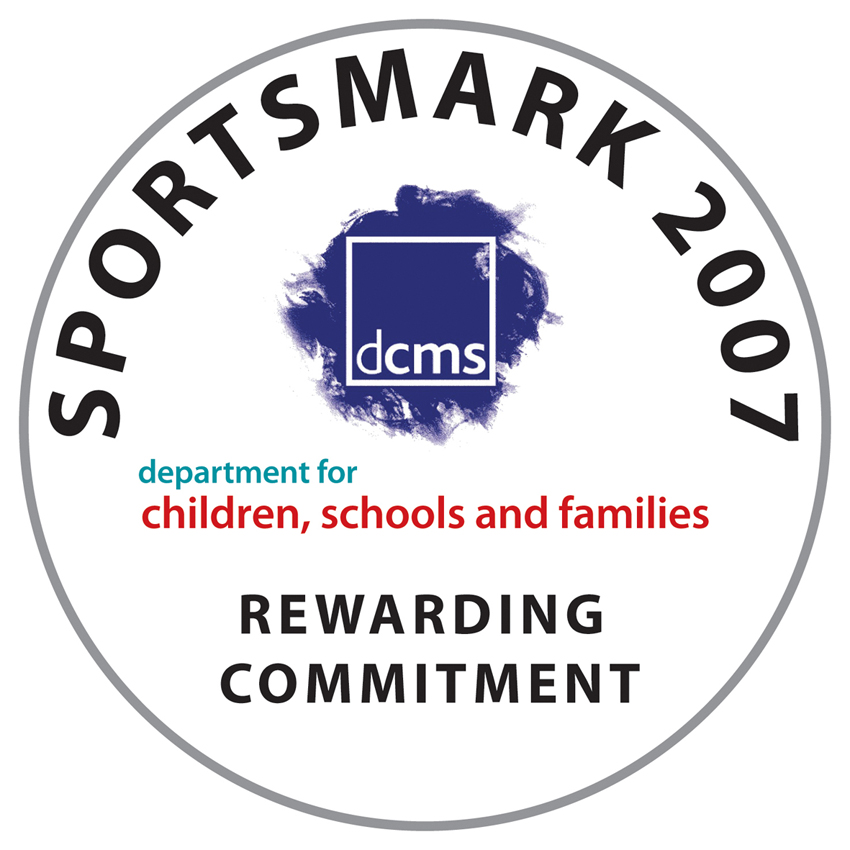 SPORTSMARK 2007
dcms
department for
children, schools and families
REWARDING
COMMITMENT